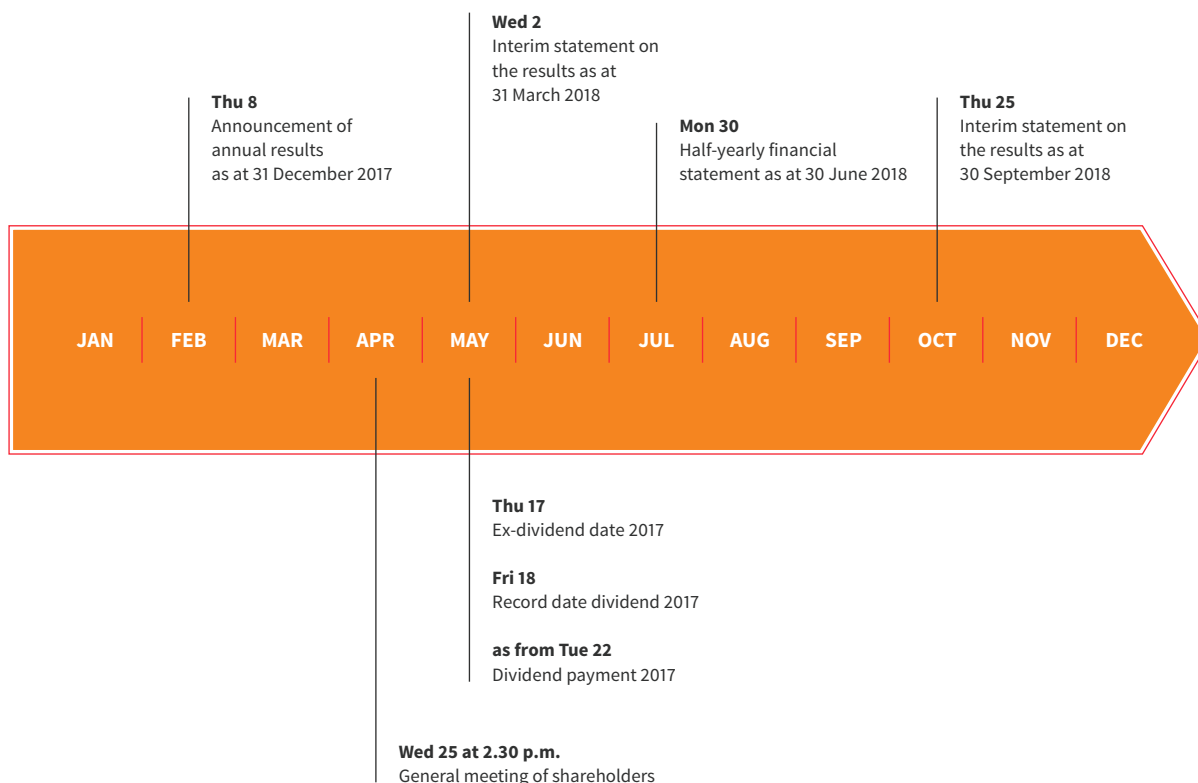 Wed 2
Interim statement on
the results as at
31 March 2018
Thu 8
Announcement of
annual results
as at 31 December 2017
Mon 30
Half-yearly financial
statement as at 30 June 2018
Thu 25
Interim statement on
the results as at
30 September 2018
JAN FEB MAR APR MAY JUN JUL AUG SEP OCT NOV DEC
Thu 17
Ex-dividend date 2017
Fri 18
Record date dividend 2017
as from Tue 22
Dividend payment 2017
Wed 25 at 2.30 p.m.
General meeting of shareholders